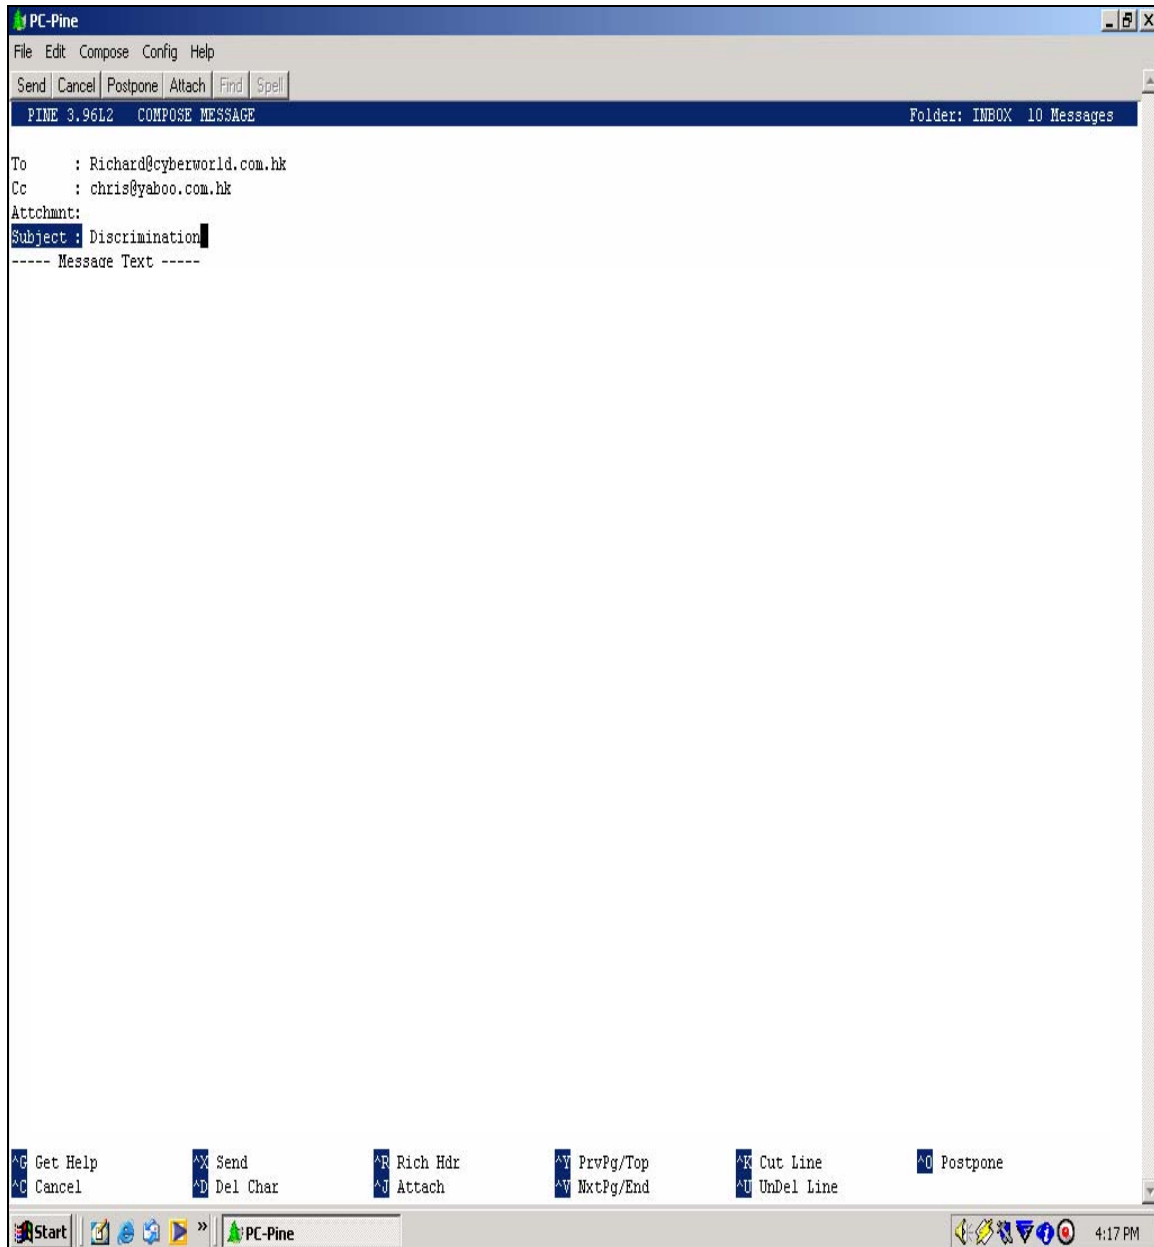 PC-Pine
File Edit Compose Config Help
Send Cancel Postpone Attach Find Spell
PINE 3.96L2 COMPOSE MESSAGE Folder: INBOX 10 Messages
To : Richard@cyberworld.com.hk
Cc : chris@yaboo.com.hk
Attchmnt:
Subject : Discrimination
----- Message Text -----
^G Get Help ^X Send ^R Rich Hdr ^Y PrvPg/Top ^K Cut Line ^O Postpone
^C Cancel ^D Del Char ^J Attach ^V NxtPg/End ^U UnDel Line
Start » PC-Pine 4:17 PM